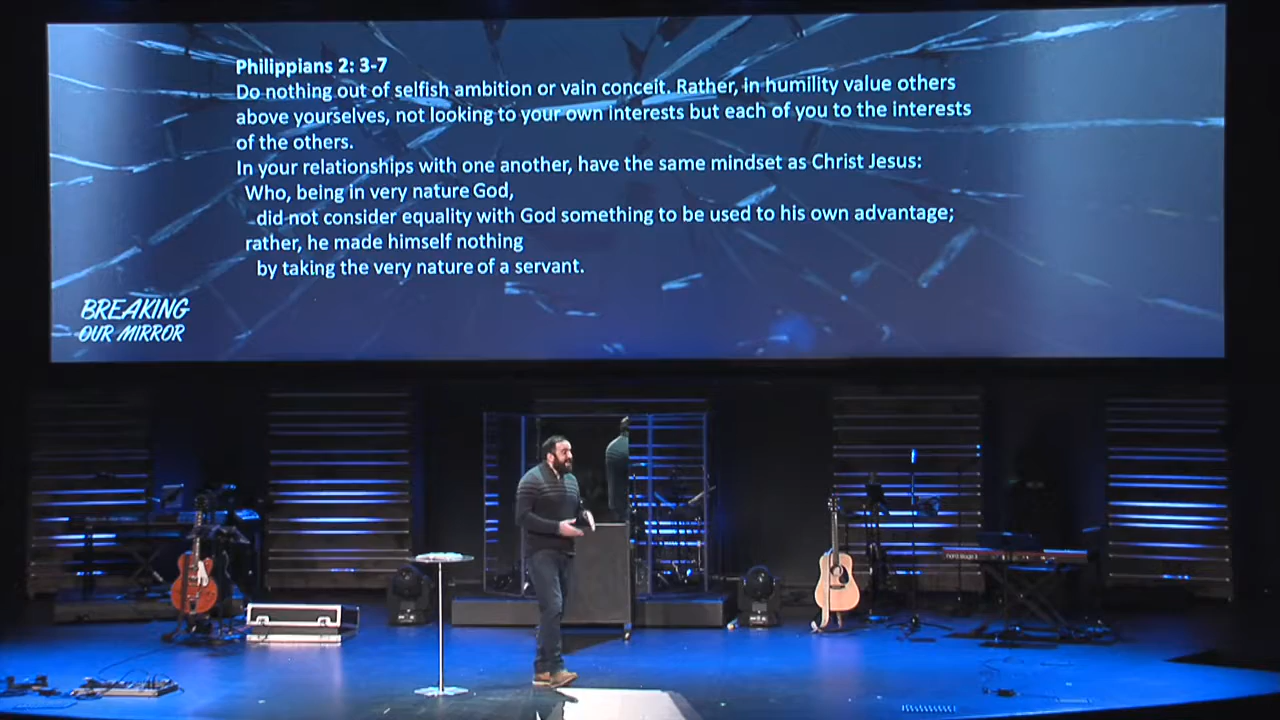 Philippians 2: 3-7
Do nothing out of selfish ambition or vain conceit. Rather, in humility value others
above yourselves, not looking to your own interests but each of you to the interests
of the others.
In your relationships with one another, have the same mindset as Christ Jesus:
Who, being in very nature God,
did not consider equality with God something to be used to his own advantage;
rather, he made himself nothing
by taking the very nature of a servant.
BREAKING
OUR MIRROR